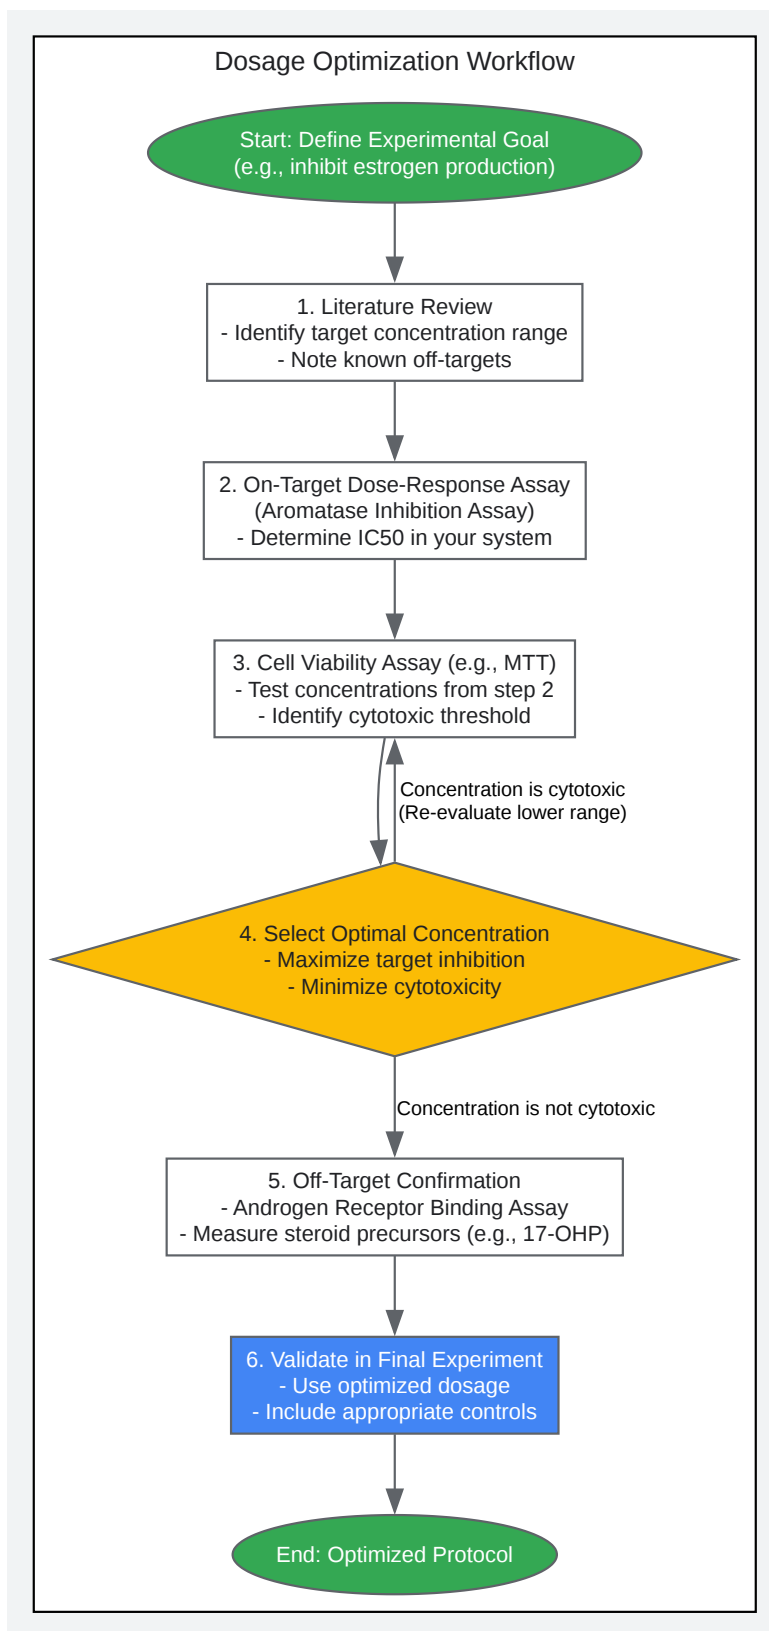 Dosage Optimization Workflow
Start: Define Experimental Goal
(e.g., inhibit estrogen production)
1. Literature Review
- Identify target concentration range
- Note known off-targets
2. On-Target Dose-Response Assay
(Aromatase Inhibition Assay)
- Determine IC50 in your system
3. Cell Viability Assay (e.g., MTT)
- Test concentrations from step 2
- Identify cytotoxic threshold
Concentration is cytotoxic
(Re-evaluate lower range)
4. Select Optimal Concentration
- Maximize target inhibition
- Minimize cytotoxicity
Concentration is not cytotoxic
5. Off-Target Confirmation
- Androgen Receptor Binding Assay
- Measure steroid precursors (e.g., 17-OHP)
6. Validate in Final Experiment
- Use optimized dosage
- Include appropriate controls
End: Optimized Protocol